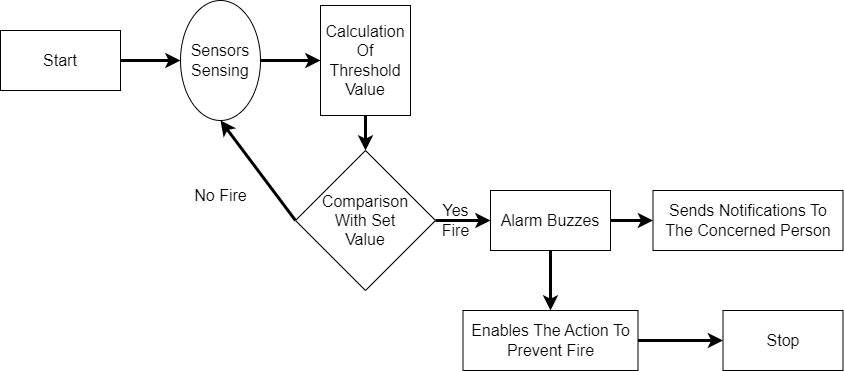 Start
Sensors
Sensing
Calculation
Of
Threshold
Value
No Fire
Comparison
With Set
Value
Yes
Fire
Alarm Buzzes
Sends Notifications To
The Concerned Person
Enables The Action To
Prevent Fire
Stop